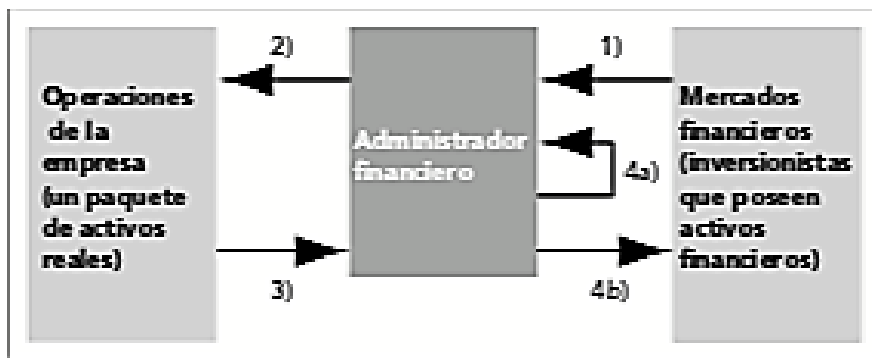 Operaciones
de la
empresa
(un paquete
de activos
reales)
2)
3)
Administrador
financiero
1)
4a)
4b)
Mercados
financieros
(inversionistas
que poseen
activos
financieros)